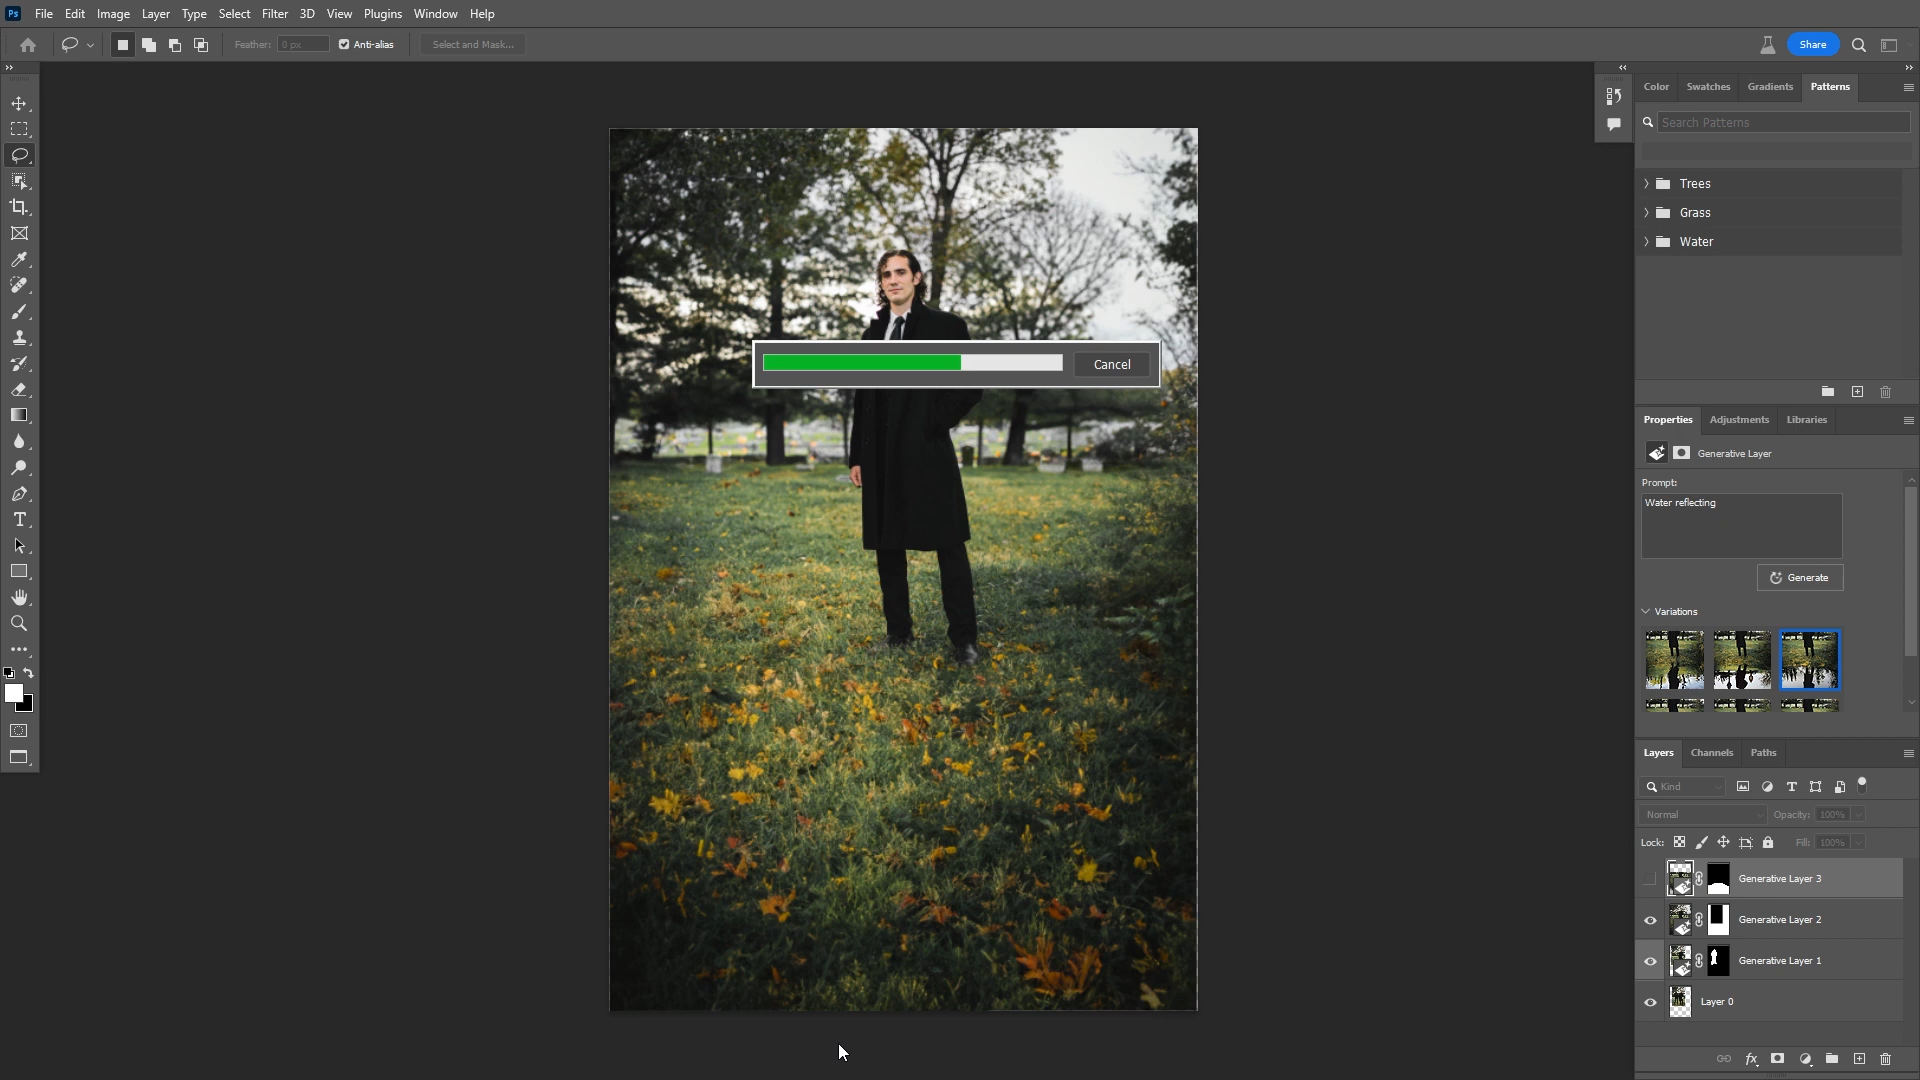 Ps File Edit Image Layer Type Select Filter 3D View Plugins Window Help
Feather: 0 px Anti-alias Select and Mask... Share
Color Swatches Gradients Patterns
Search Patterns
Trees
Grass
Water
Cancel
Properties Adjustments Libraries
Generative Layer
Prompt:
Water reflecting
Generate
Variations
Layers Channels Paths
Kind
Normal Opacity: 100%
Lock: Fill: 100%
Generative Layer 3
Generative Layer 2
Generative Layer 1
Layer 0
fx